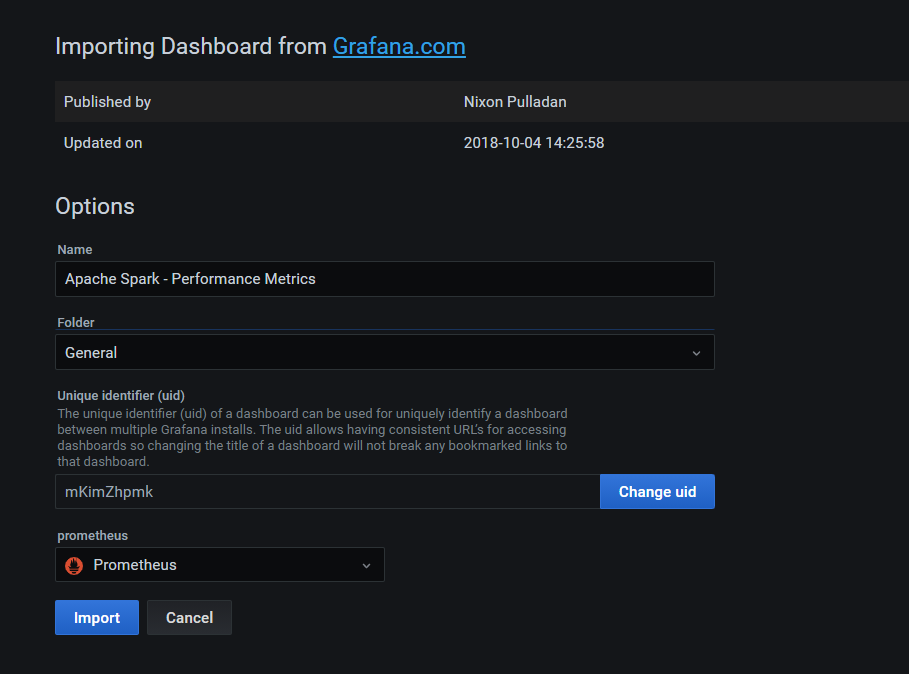 Importing Dashboard from Grafana.com
Published by Nixon Pulladan
Updated on 2018-10-04 14:25:58
Options
Name
Apache Spark - Performance Metrics
Folder
General
Unique identifier (uid)
The unique identifier (uid) of a dashboard can be used for uniquely identify a dashboard
between multiple Grafana installs. The uid allows having consistent URL's for accessing
dashboards so changing the title of a dashboard will not break any bookmarked links to
that dashboard.
mKimZhpmk Change uid
prometheus
Prometheus
Import Cancel